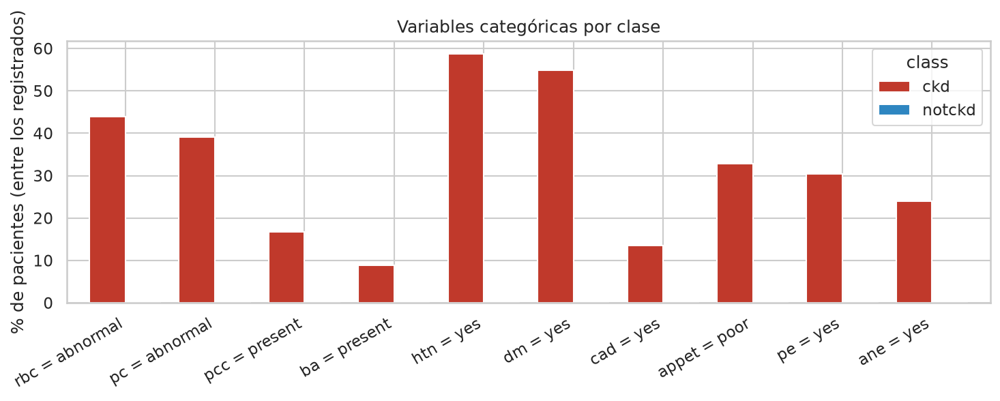 Variables categóricas por clase
% de pacientes (entre los registrados)
60
50
40
30
20
10
0
class
ckd
notckd
rbc = abnormal
pc = abnormal
pcc = present
ba = present
htn = yes
dm = yes
cad = yes
appet = poor
pe = yes
ane = yes